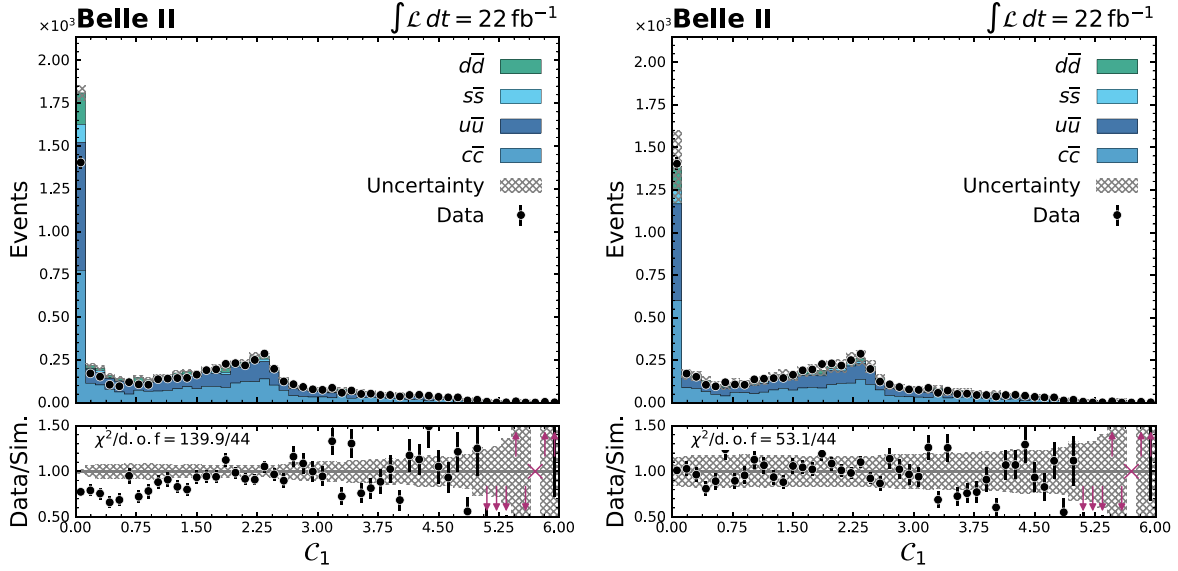 Belle II ∫ ℒ dt = 22 fb⁻¹
×10³
2.00
1.75
1.50
1.25
1.00
0.75
0.50
0.25
0.00
Events
dd̅
ss̅
uu̅
cc̅
Uncertainty
Data
1.50
1.00
0.50
Data/Sim.
χ²/d.o.f = 139.9/44
0.00 0.75 1.50 2.25 3.00 3.75 4.50 5.25 6.00
𝒞₁
Belle II ∫ ℒ dt = 22 fb⁻¹
×10³
2.00
1.75
1.50
1.25
1.00
0.75
0.50
0.25
0.00
Events
dd̅
ss̅
uu̅
cc̅
Uncertainty
Data
1.50
1.00
0.50
Data/Sim.
χ²/d.o.f = 53.1/44
0.00 0.75 1.50 2.25 3.00 3.75 4.50 5.25 6.00
𝒞₁